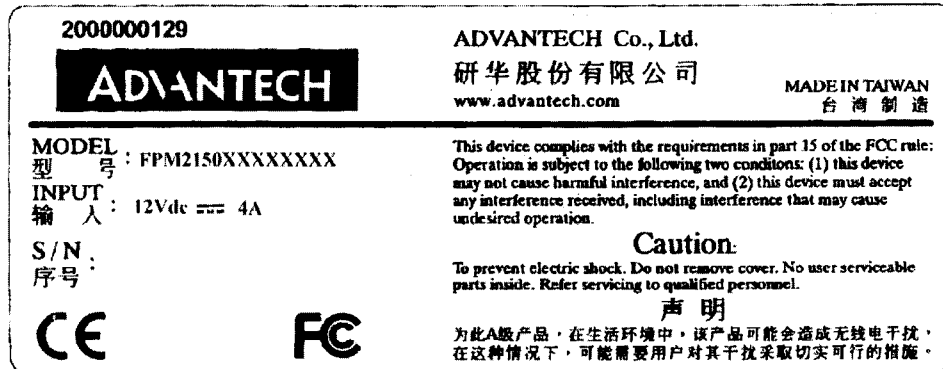 2000000129
ADVANTECH
ADVANTECH Co., Ltd.
研华股份有限公司
www.advantech.com
MADE IN TAIWAN
台湾制造
MODEL
型 号 : FPM2150XXXXXXXX
INPUT
输 入 : 12Vdc ⎓ 4A
S/N
序号 :
This device complies with the requirements in part 15 of the FCC rule:
Operation is subject to the following two conditons: (1) this device
may not cause harmful interference, and (2) this device must accept
any interference received, including interference that may cause
undesired operation.
Caution:
To prevent electric shock. Do not remove cover. No user serviceable
parts inside. Refer servicing to qualified personnel.
声 明
为此A级产品,在生活环境中,该产品可能会造成无线电干扰,
在这种情况下,可能需要用户对其干扰采取切实可行的措施。
CE
FC